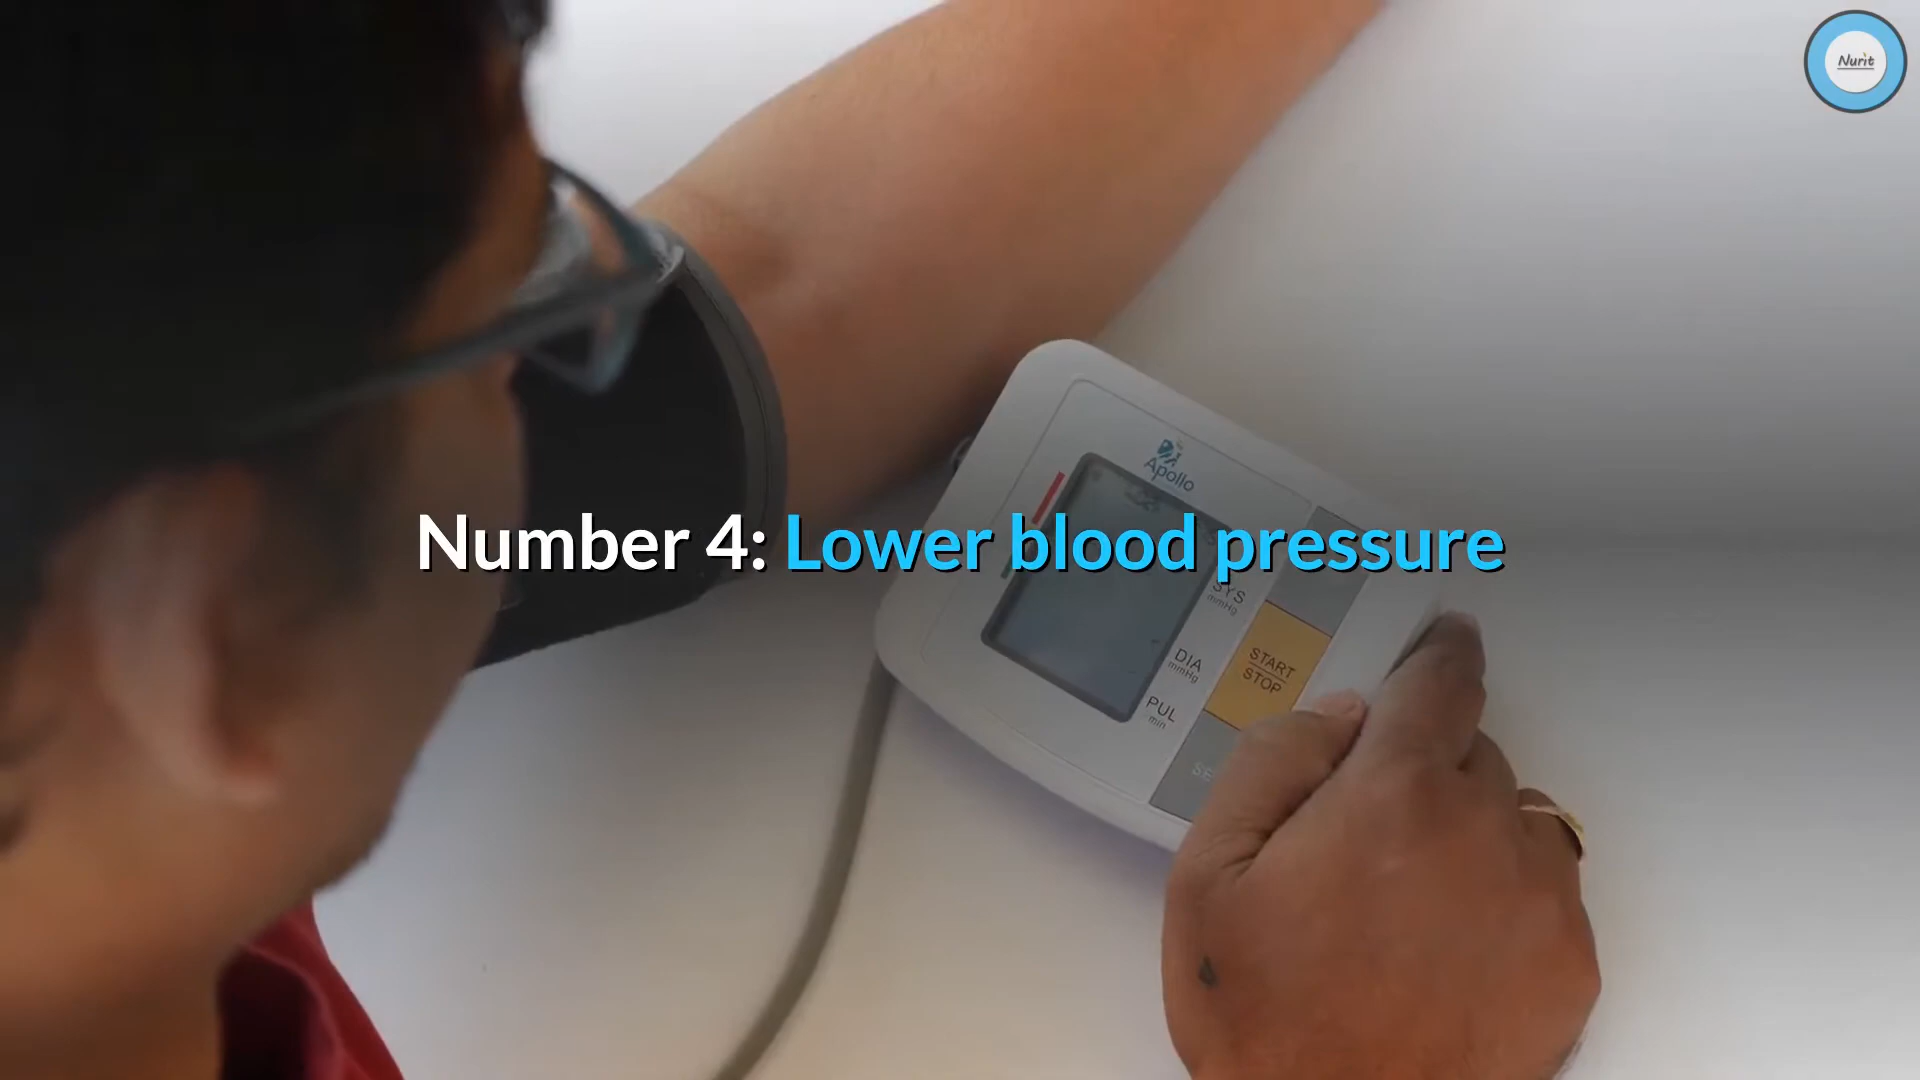 Nurit
Apollo
Number 4: Lower blood pressure
SYS
mmHg
DIA
mmHg
START
STOP
PUL
min